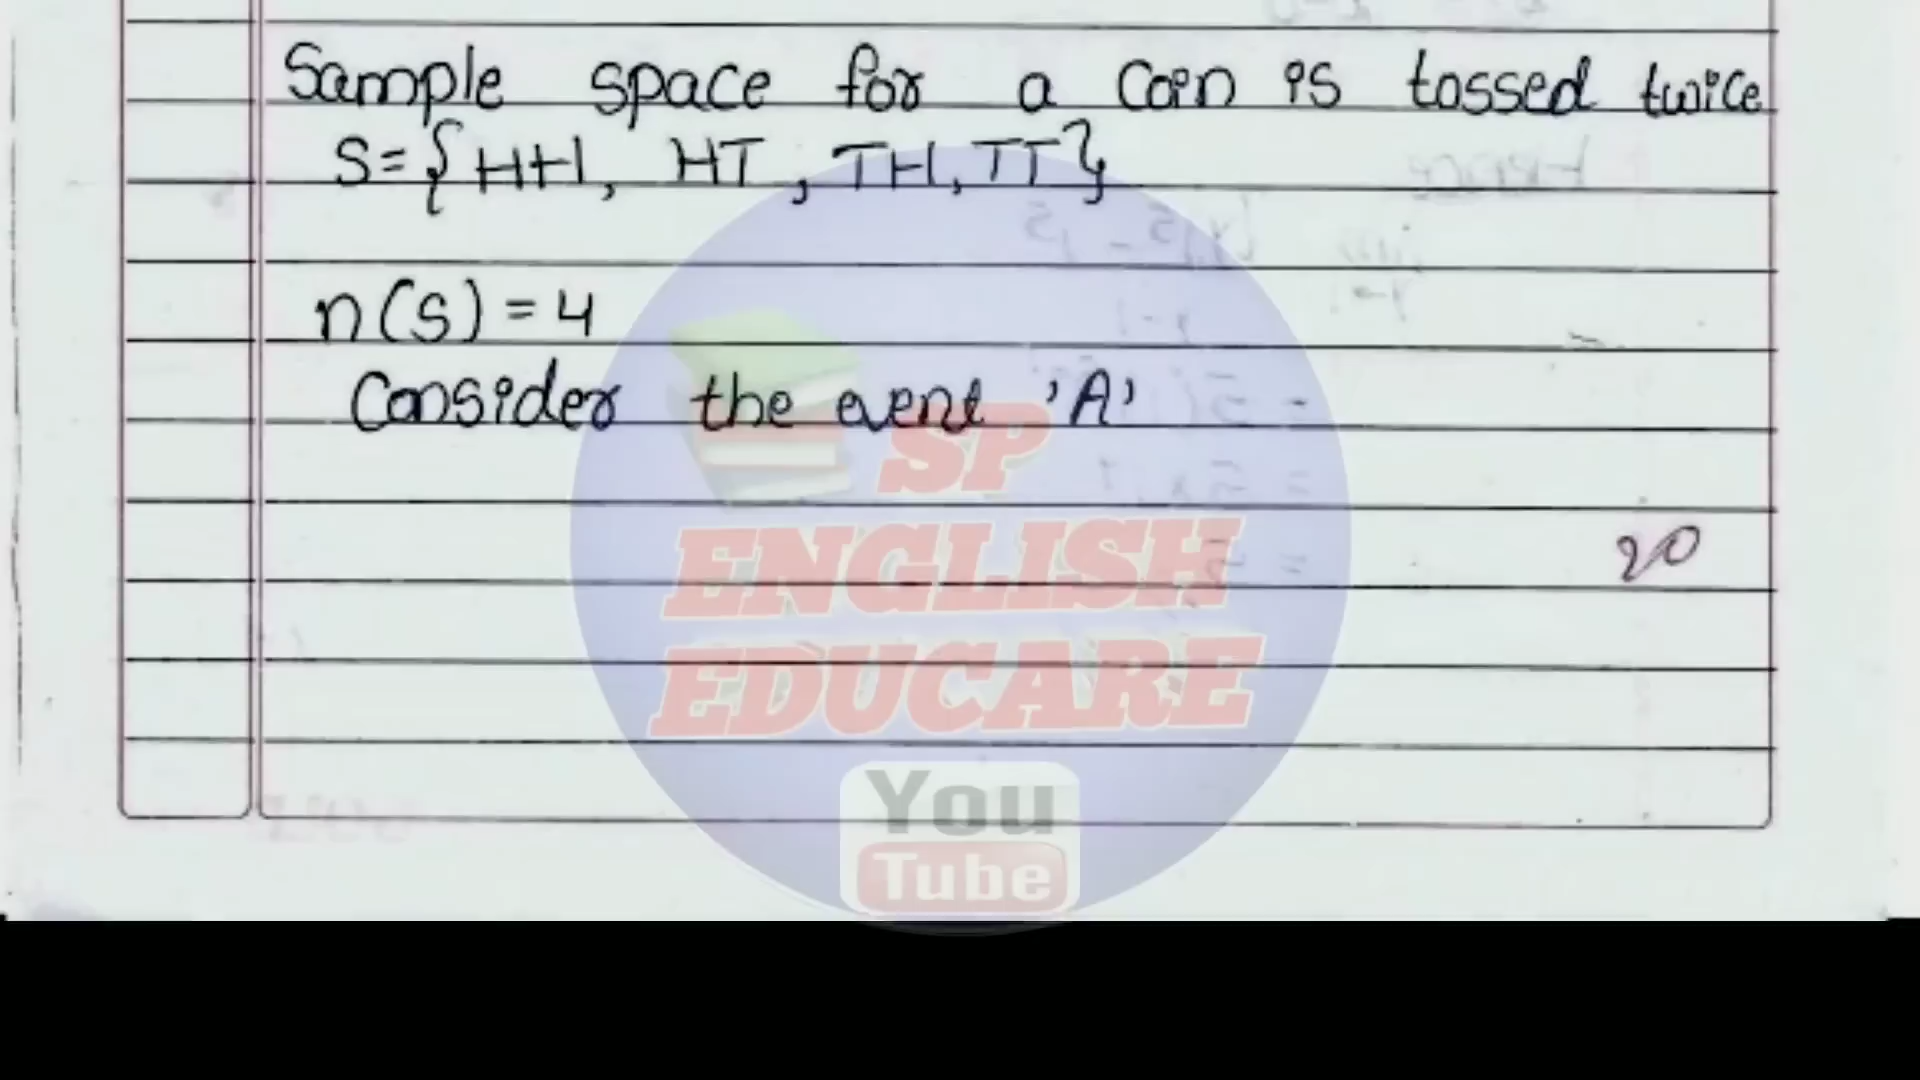 Sample space for a coin is tossed twice
S={HH, HT, TH, TT}
n(S)=4
Consider the event 'A'
SP
ENGLISH
20
EDUCARE
You
Tube